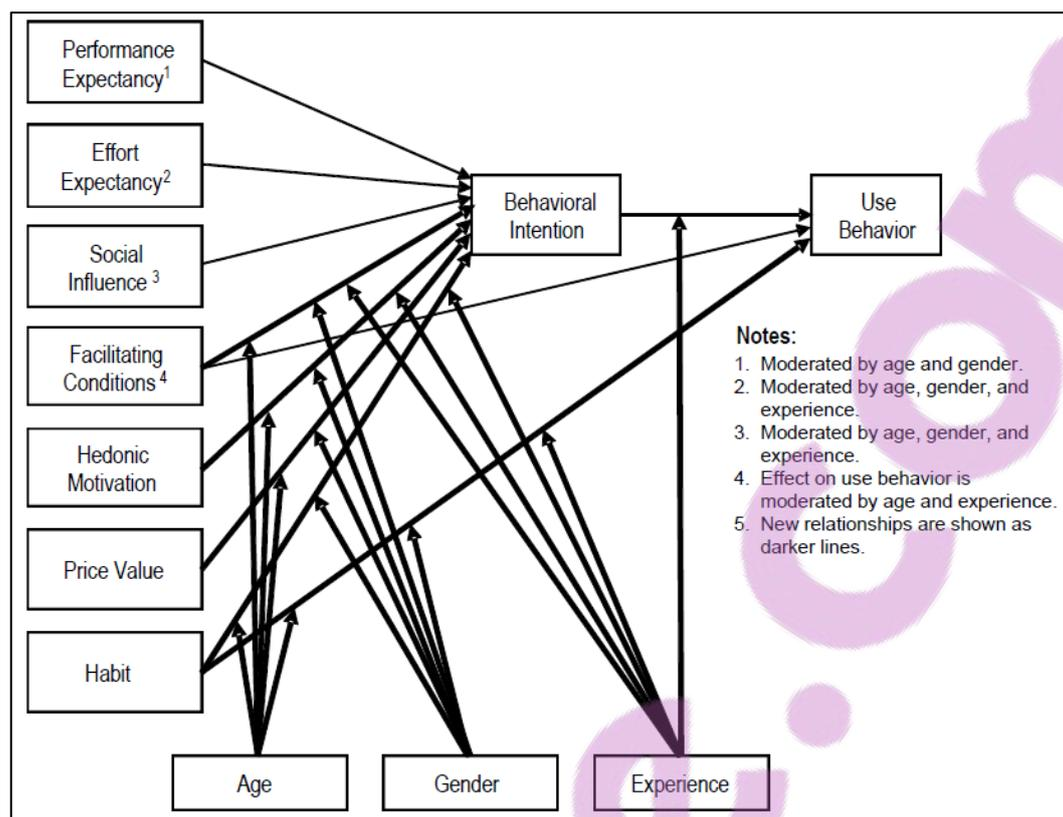 Performance
Expectancy1
Effort
Expectancy2
Social
Influence 3
Facilitating
Conditions 4
Hedonic
Motivation
Price Value
Habit
Behavioral
Intention
Use
Behavior
Notes:
1. Moderated by age and gender.
2. Moderated by age, gender, and
experience.
3. Moderated by age, gender, and
experience.
4. Effect on use behavior is
moderated by age and experience.
5. New relationships are shown as
darker lines.
Age
Gender
Experience
e.com